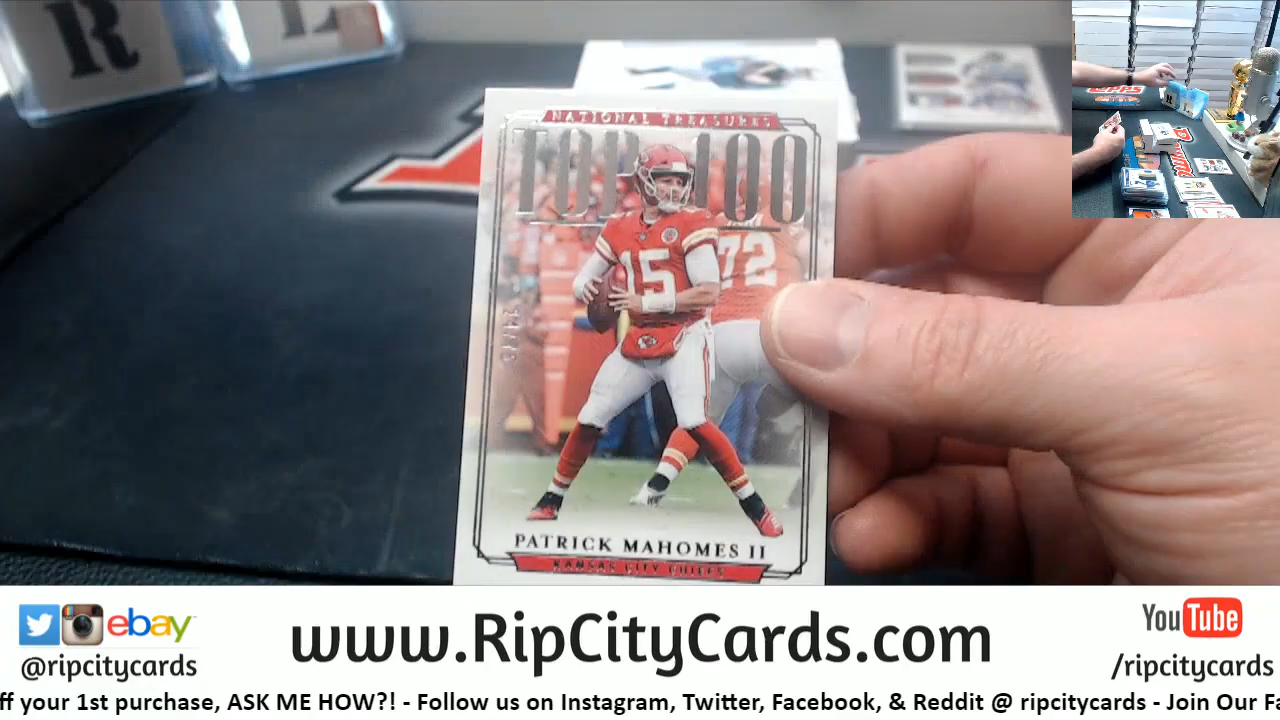 R
NATIONAL TREASURES
TOP 100
15
72
PATRICK MAHOMES II
KANSAS CITY CHIEFS
ebay
@ripcitycards
www.RipCityCards.com
YouTube
/ripcitycards
ff your 1st purchase, ASK ME HOW?! - Follow us on Instagram, Twitter, Facebook, & Reddit @ ripcitycards - Join Our Fa